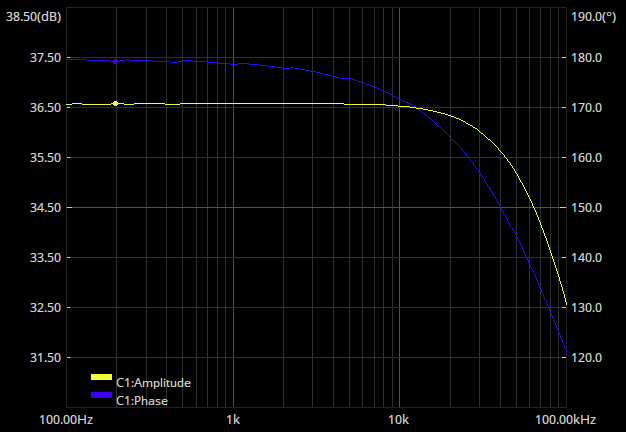 38.50(dB) 190.0(°)
37.50 180.0
36.50 170.0
35.50 160.0
34.50 150.0
33.50 140.0
32.50 130.0
31.50 120.0
C1:Amplitude
C1:Phase
100.00Hz 1k 10k 100.00kHz